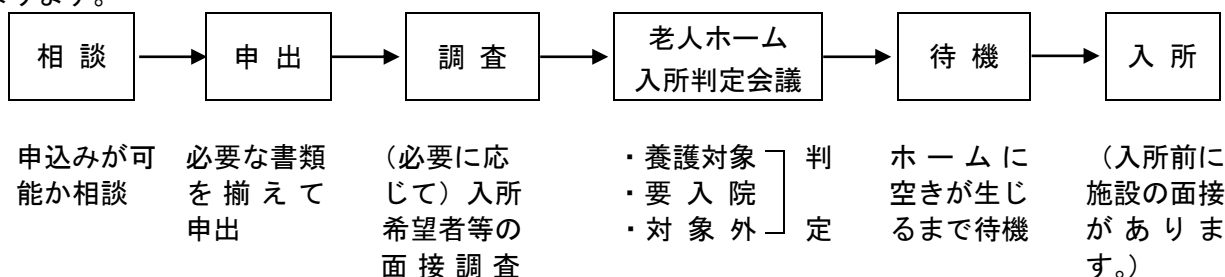 ります。
相談
申出
調査
老人ホーム
入所判定会議
待機
入所
申込みが可
能か相談
必要な書類
を揃えて
申出
（必要に応
じて）入所
希望者等の
面接調査
・養護対象
・要入院
・対象外
判
定
ホームに
空きが生じ
るまで待機
（入所前に
施設の面接
がありま
す。）